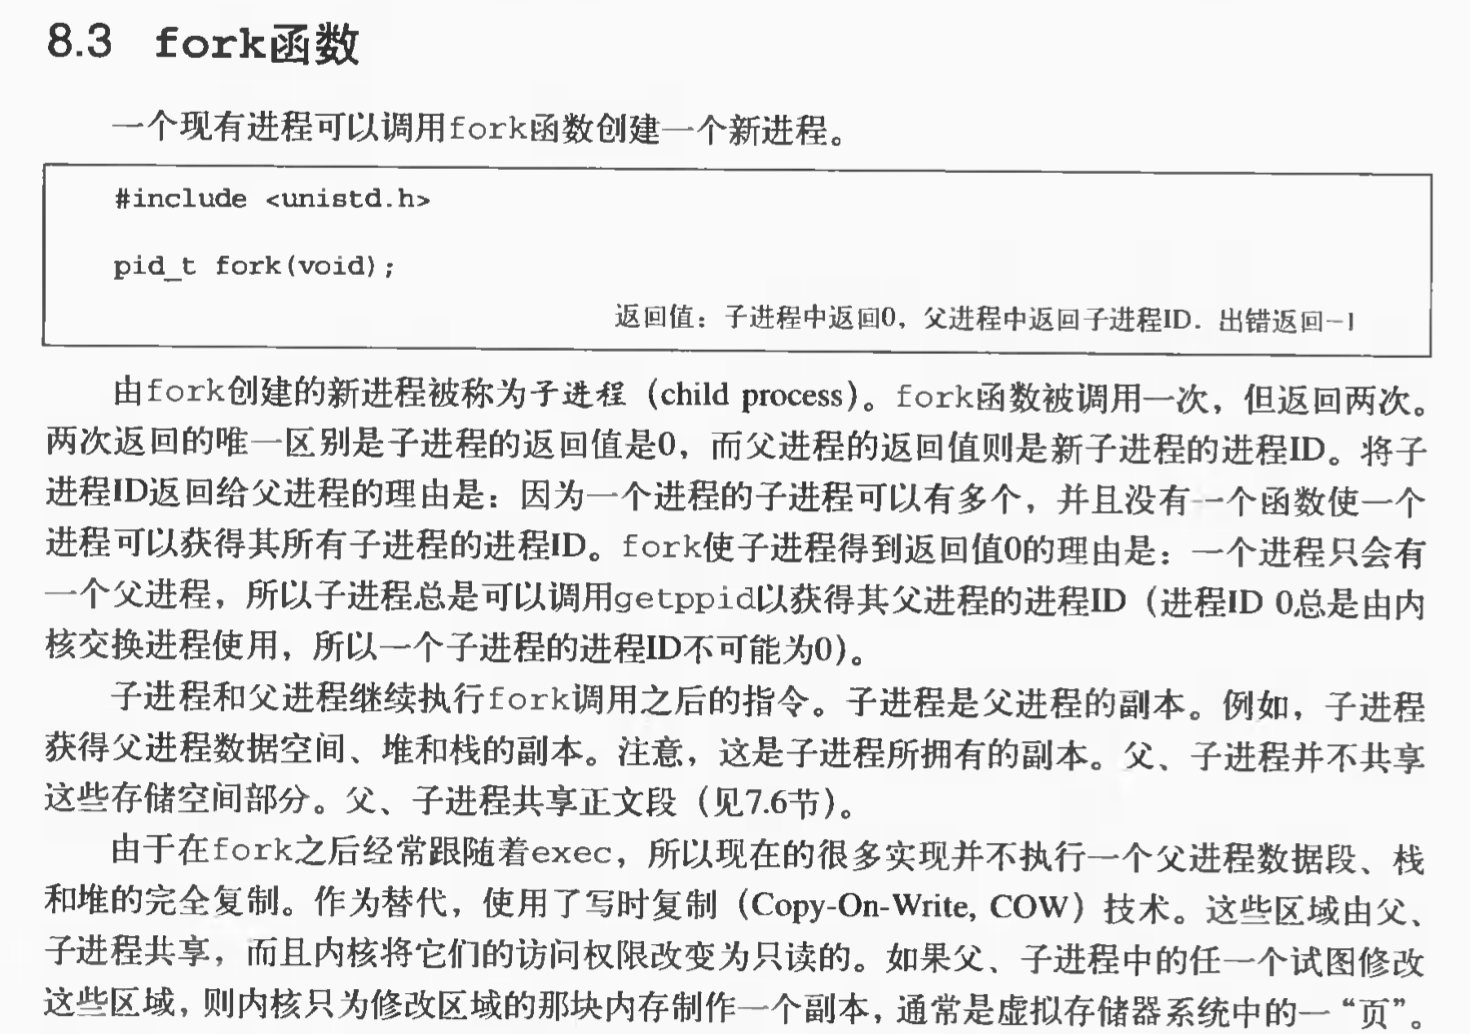 8.3 fork函数
一个现有进程可以调用fork函数创建一个新进程。
#include <unistd.h>
pid_t fork(void);
返回值：子进程中返回0，父进程中返回子进程ID．出错返回-1
由fork创建的新进程被称为子进程（child process）。fork函数被调用一次，但返回两次。
两次返回的唯一区别是子进程的返回值是0，而父进程的返回值则是新子进程的进程ID。将子
进程ID返回给父进程的理由是：因为一个进程的子进程可以有多个，并且没有一个函数使一个
进程可以获得其所有子进程的进程ID。fork使子进程得到返回值0的理由是：一个进程只会有
一个父进程，所以子进程总是可以调用getppid以获得其父进程的进程ID（进程ID 0总是由内
核交换进程使用，所以一个子进程的进程ID不可能为0）。
子进程和父进程继续执行fork调用之后的指令。子进程是父进程的副本。例如，子进程
获得父进程数据空间、堆和栈的副本。注意，这是子进程所拥有的副本。父、子进程并不共享
这些存储空间部分。父、子进程共享正文段（见7.6节）。
由于在fork之后经常跟随着exec，所以现在的很多实现并不执行一个父进程数据段、栈
和堆的完全复制。作为替代，使用了写时复制（Copy-On-Write, COW）技术。这些区域由父、
子进程共享，而且内核将它们的访问权限改变为只读的。如果父、子进程中的任一个试图修改
这些区域，则内核只为修改区域的那块内存制作一个副本，通常是虚拟存储器系统中的一“页”。